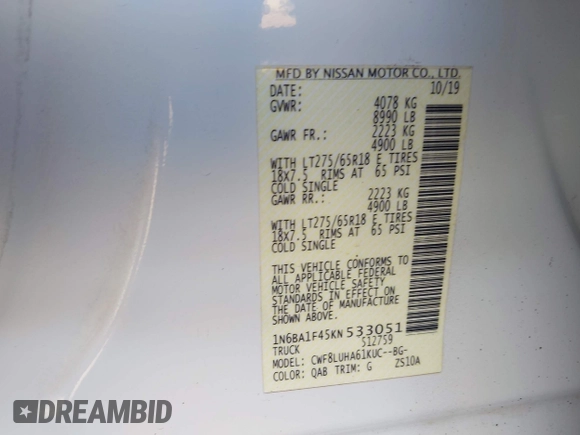 MFD BY NISSAN MOTOR CO., LTD.
DATE: 10/19
GVWR: 4078 KG
8990 LB
GAWR FR.: 2223 KG
4900 LB
WITH LT275/65R18 E TIRES
18X7.5 RIMS AT 65 PSI
COLD SINGLE
GAWR RR.: 2223 KG
4900 LB
WITH LT275/65R18 E TIRES
18X7.5 RIMS AT 65 PSI
COLD SINGLE
THIS VEHICLE CONFORMS TO
ALL APPLICABLE FEDERAL
MOTOR VEHICLE SAFETY
STANDARDS IN EFFECT ON
THE DATE OF MANUFACTURE
SHOWN ABOVE.
1N6BA1F45KN533051
TRUCK 512759
MODEL: CWF8LUHA61KUC--BG-
COLOR: QAB TRIM: G ZS10A
DREAMBID
DREAM CAR. REAL BID.